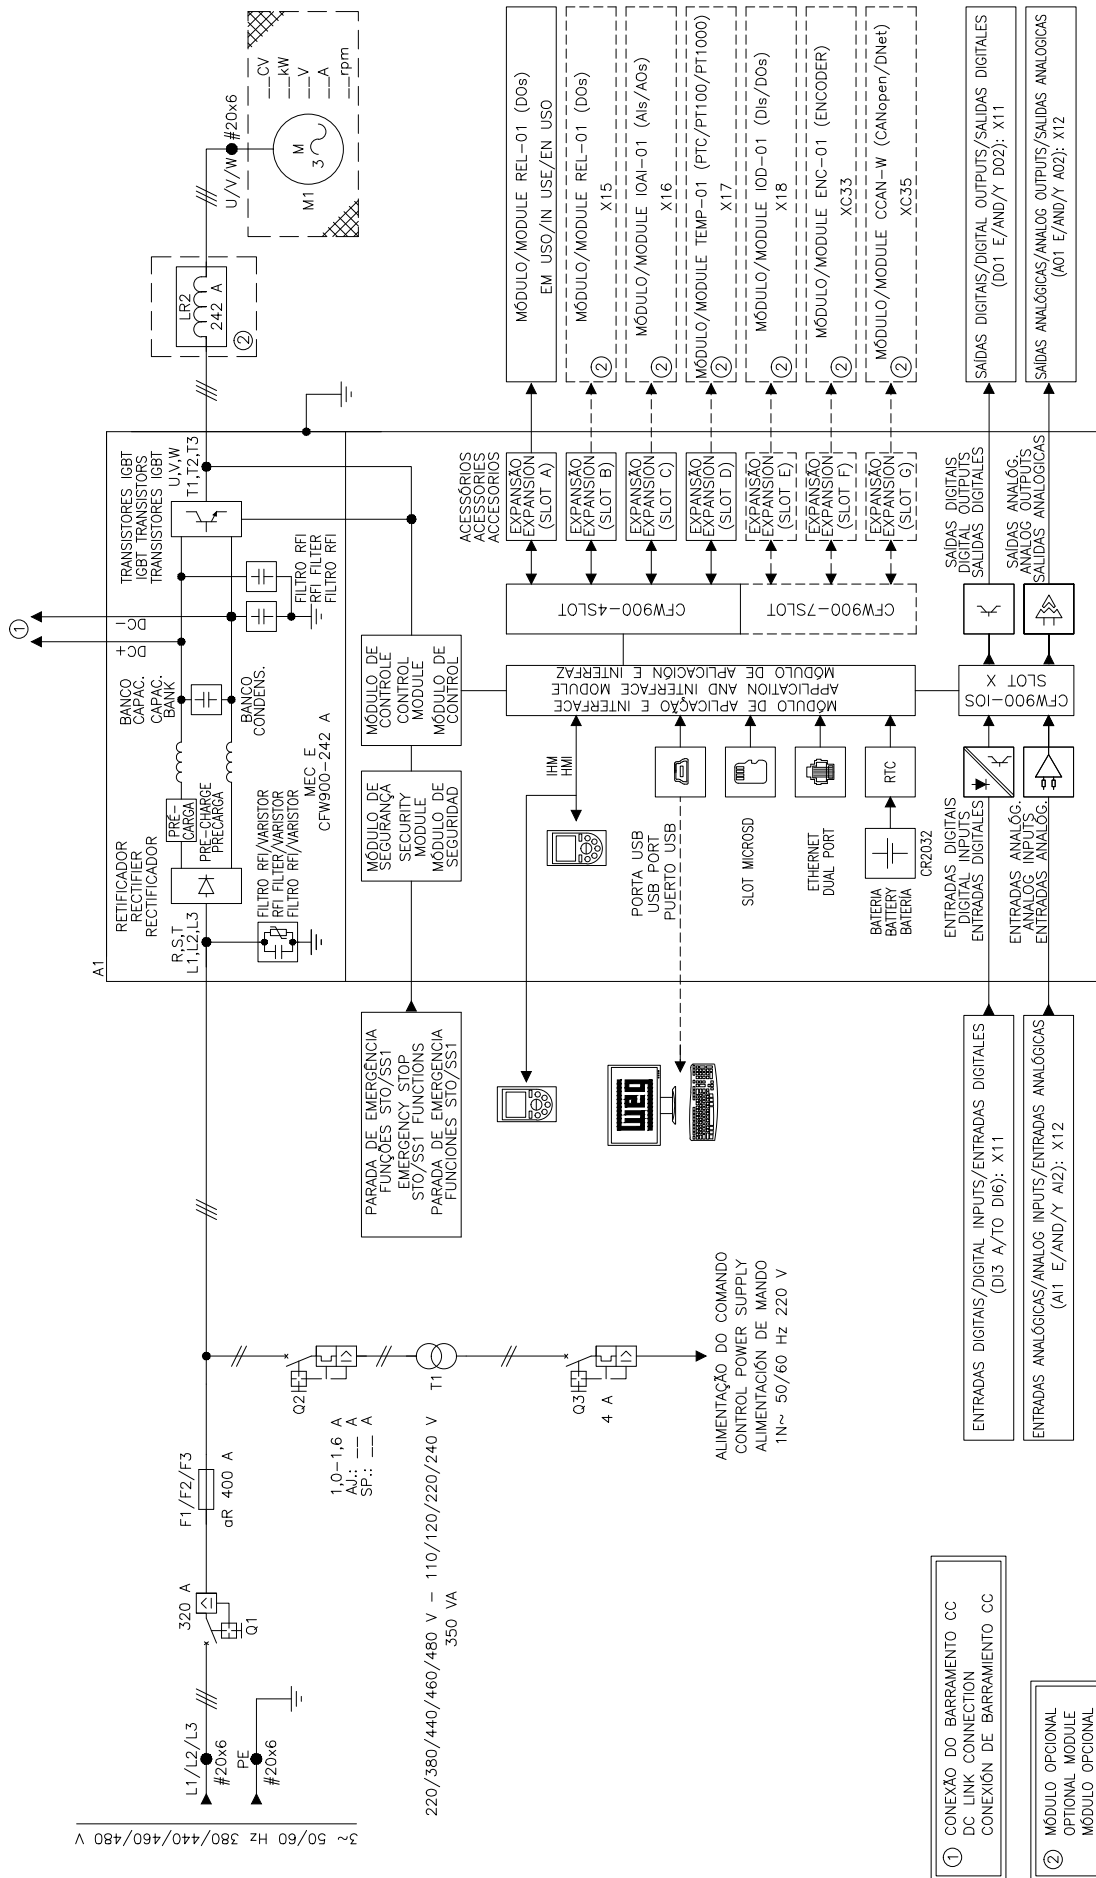 3~ 50/60 Hz 380/440/460/480 V
L1/L2/L3
#20x6
PE
#20x6
320 A
Q1
F1/F2/F3
aR 400 A
Q2
1,0-1,6 A
AJ.: __ A
SP.: __ A
T1
220/380/440/460/480 V - 110/120/220/240 V
350 VA
Q3
4 A
ALIMENTAÇÃO DO COMANDO
CONTROL POWER SUPPLY
ALIMENTACIÓN DE MANDO
1N~ 50/60 Hz 220 V
A1
R,S,T
L1,L2,L3
RETIFICADOR
RECTIFIER
RECTIFICADOR
FILTRO RFI/VARISTOR
RFI FILTER/VARISTOR
FILTRO RFI/VARISTOR
PRÉ-
CARGA
PRE-CHARGE
PRECARGA
MEC E
CFW900-242 A
BANCO
CAPAC.
CAPAC.
BANK
BANCO
CONDENS.
DC+
DC-
1
FILTRO RFI
RFI FILTER
FILTRO RFI
TRANSISTORES IGBT
IGBT TRANSISTORS
TRANSISTORES IGBT
U,V,W
T1,T2,T3
LR2
242 A
2
U/V/W
#20x6
M1
M
3
__CV
__kW
__V
__A
__rpm
PARADA DE EMERGÊNCIA
FUNÇÕES STO/SS1
EMERGENCY STOP
STO/SS1 FUNCTIONS
PARADA DE EMERGENCIA
FUNCIONES STO/SS1
MÓDULO DE
SEGURANÇA
SECURITY
MODULE
MÓDULO DE
SEGURIDAD
MÓDULO DE
CONTROLE
CONTROL
MODULE
MÓDULO DE
CONTROL
weg
IHM
HMI
PORTA USB
USB PORT
PUERTO USB
SLOT MICROSD
ETHERNET
DUAL PORT
BATERIA
BATTERY
BATERÍA
CR2032
RTC
MÓDULO DE APLICAÇÃO E INTERFACE
APPLICATION AND INTERFACE MODULE
MÓDULO DE APLICACIÓN E INTERFAZ
CFW900-4SLOT
CFW900-7SLOT
ACESSÓRIOS
ACESSORIES
ACCESORIOS
EXPANSÃO
EXPANSION
(SLOT A)
EXPANSÃO
EXPANSION
(SLOT B)
EXPANSÃO
EXPANSION
(SLOT C)
EXPANSÃO
EXPANSION
(SLOT D)
EXPANSÃO
EXPANSION
(SLOT E)
EXPANSÃO
EXPANSION
(SLOT F)
EXPANSÃO
EXPANSION
(SLOT G)
MÓDULO/MODULE REL-01 (DOs)
EM USO/IN USE/EN USO
MÓDULO/MODULE REL-01 (DOs)
2
X15
MÓDULO/MODULE IOAI-01 (AIs/AOs)
2
X16
MÓDULO/MODULE TEMP-01 (PTC/PT100/PT1000)
2
X17
MÓDULO/MODULE IOD-01 (DIs/DOs)
2
X18
MÓDULO/MODULE ENC-01 (ENCODER)
2
XC33
MÓDULO/MODULE CCAN-W (CANopen/DNet)
2
XC35
ENTRADAS DIGITAIS/DIGITAL INPUTS/ENTRADAS DIGITALES
(DI3 A/TO DI6): X11
ENTRADAS DIGITAIS
DIGITAL INPUTS
ENTRADAS DIGITALES
CFW900-IOS
SLOT X
SAÍDAS DIGITAIS
DIGITAL OUTPUTS
SALIDAS DIGITALES
SAÍDAS DIGITAIS/DIGITAL OUTPUTS/SALIDAS DIGITALES
(DO1 E/AND/Y DO2): X11
ENTRADAS ANALÓGICAS/ANALOG INPUTS/ENTRADAS ANALÓGICAS
(AI1 E/AND/Y AI2): X12
ENTRADAS ANALÓG.
ANALOG INPUTS
ENTRADAS ANALÓG.
SAÍDAS ANALÓG.
ANALOG OUTPUTS
SALIDAS ANALOGICAS
SAÍDAS ANALÓGICAS/ANALOG OUTPUTS/SALIDAS ANALOGICAS
(AO1 E/AND/Y AO2): X12
1 CONEXÃO DO BARRAMENTO CC
DC LINK CONNECTION
CONEXIÓN DE BARRAMIENTO CC
2 MÓDULO OPCIONAL
OPTIONAL MODULE
MÓDULO OPCIONAL